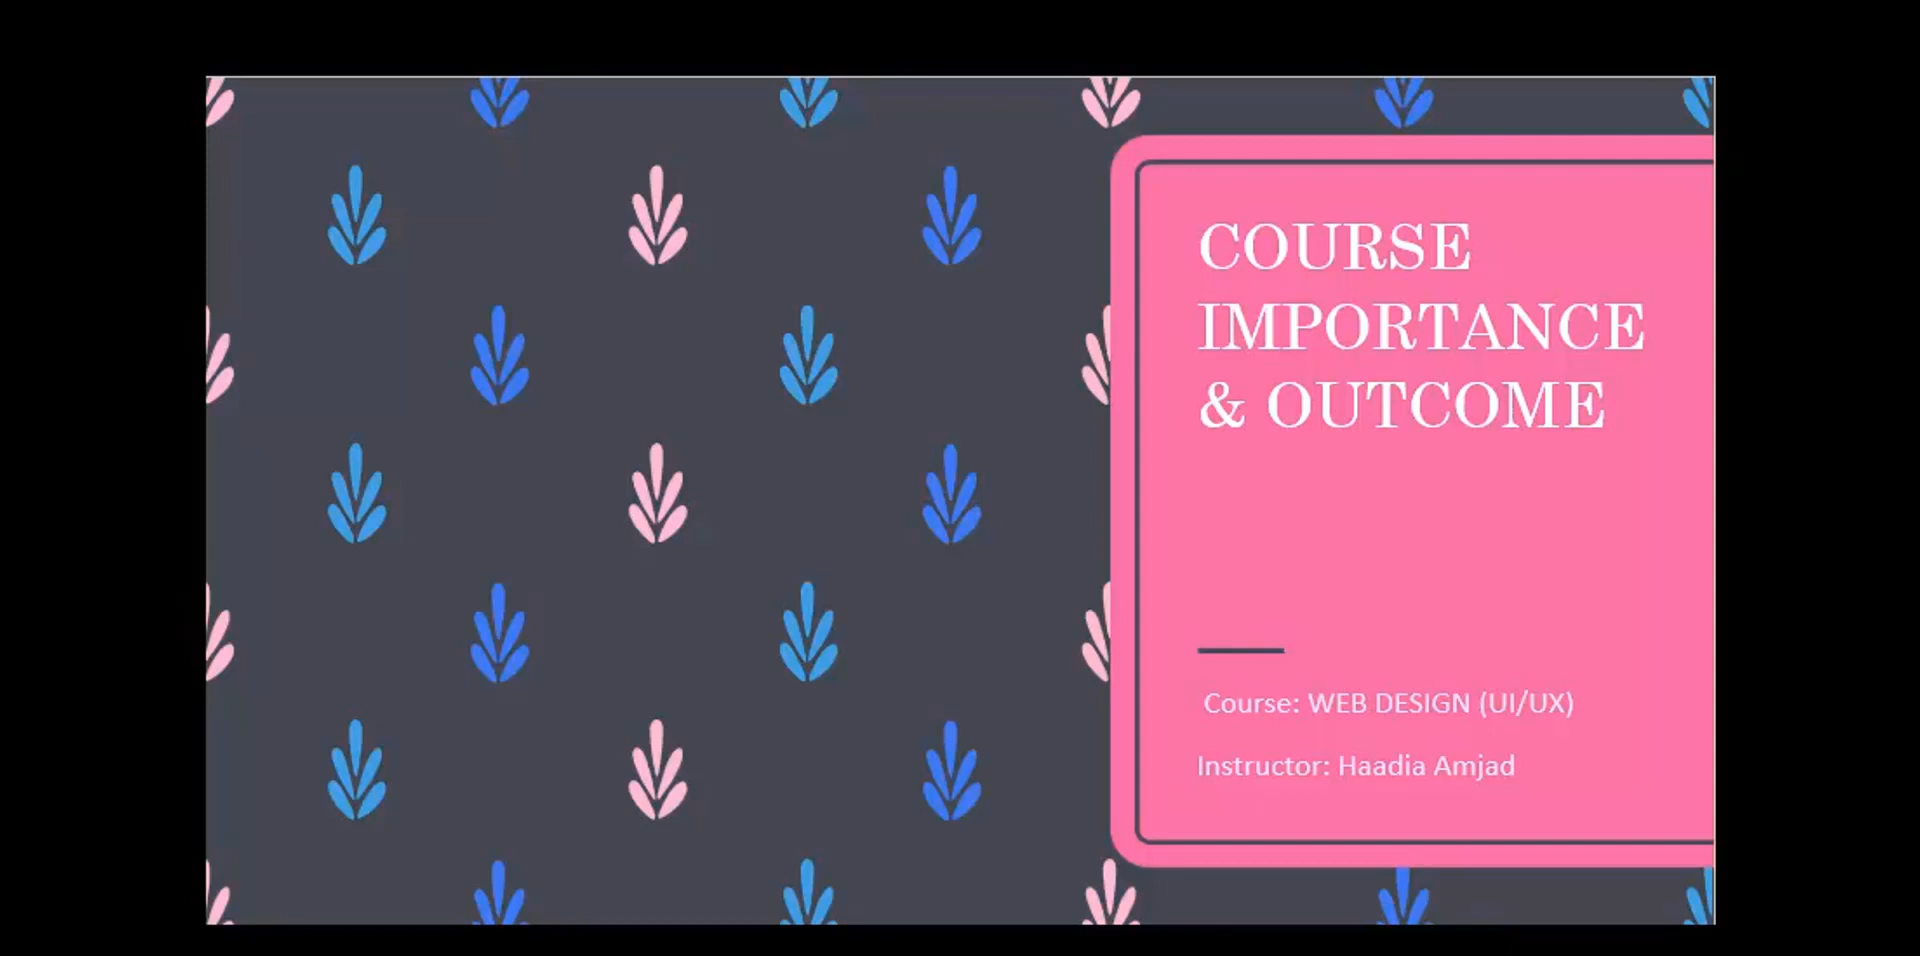 COURSE
IMPORTANCE
& OUTCOME
Course: WEB DESIGN (UI/UX)
Instructor: Haadia Amjad